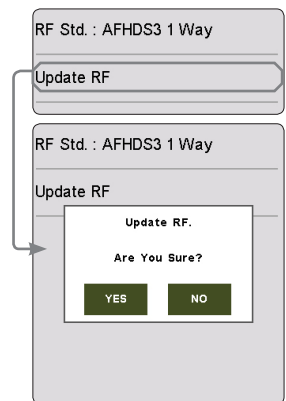 RF Std. : AFHDS3 1 Way
Update RF
RF Std. : AFHDS3 1 Way
Update RF
Update RF.
Are You Sure?
YES NO